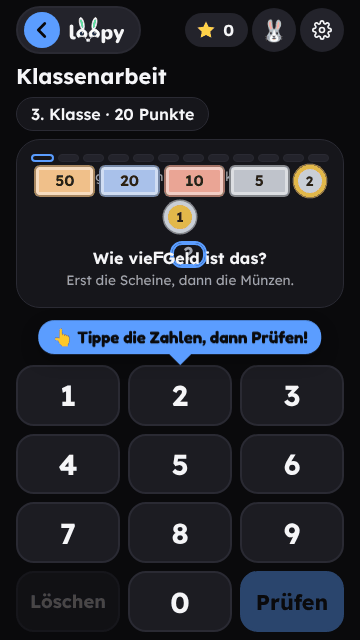 loopy
0
Klassenarbeit
3. Klasse · 20 Punkte
50 20 10 5 2
1
Wie viel Geld ist das?
Erst die Scheine, dann die Münzen.
👆 Tippe die Zahlen, dann Prüfen!
1 2 3
4 5 6
7 8 9
Löschen 0 Prüfen